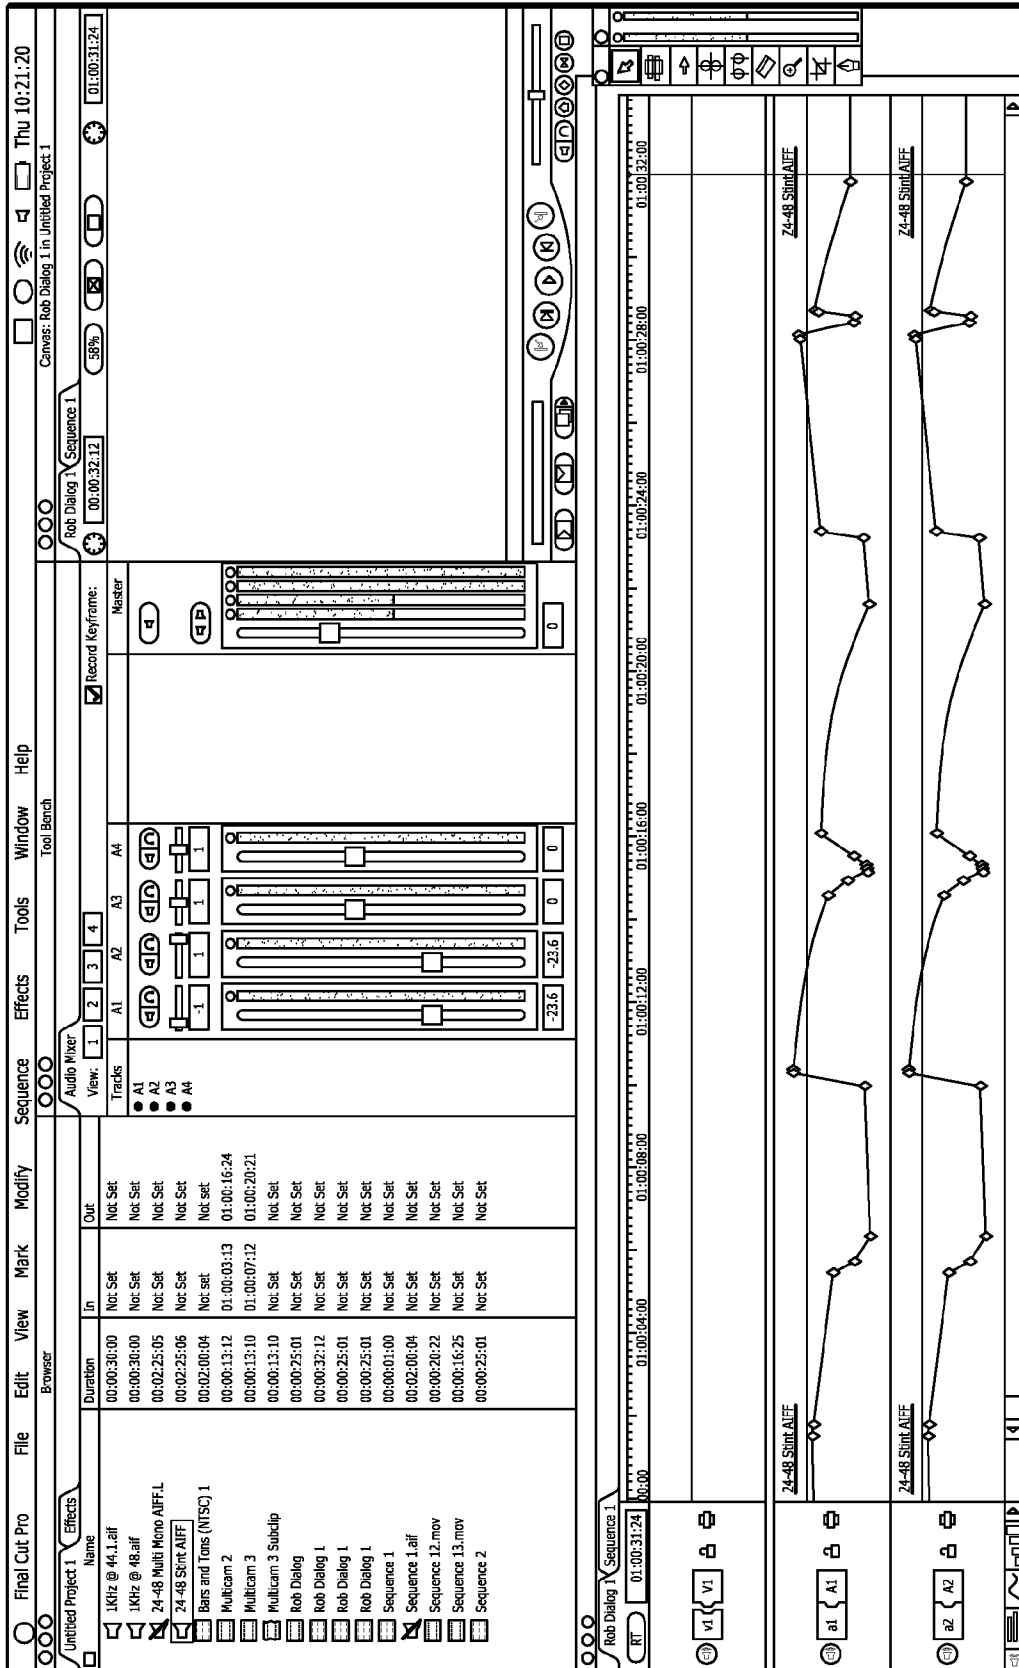 Final Cut Pro File Edit View Mark Modify Sequence Effects Tools Window Help Thu 10:21:20
Browser
Untitled Project 1 Effects
Name Duration In Out
1KHz @ 44.1.aif 00:00:30:00 Not Set Not Set
1KHz @ 48.aif 00:00:30:00 Not Set Not Set
24-48 Multi Mono AIFF.L 00:02:25:05 Not Set Not Set
24-48 Stint AIFF 00:02:25:06 Not Set Not Set
Bars and Tons (NTSC) 1 00:02:00:04 Not set Not set
Multicam 2 00:00:13:12 01:00:03:13 01:00:16:24
Multicam 3 00:00:13:10 01:00:07:12 01:00:20:21
Multicam 3 Subclip 00:00:13:10 Not Set Not Set
Rob Dialog 00:00:25:01 Not Set Not Set
Rob Dialog 1 00:00:32:12 Not Set Not Set
Rob Dialog 1 00:00:25:01 Not Set Not Set
Rob Dialog 1 00:00:25:01 Not Set Not Set
Sequence 1 00:00:01:00 Not Set Not Set
Sequence 1.aif 00:02:00:04 Not Set Not Set
Sequence 12.mov 00:00:20:22 Not Set Not Set
Sequence 13.mov 00:00:16:25 Not Set Not Set
Sequence 2 00:00:25:01 Not Set Not Set
Tool Bench
Audio Mixer
View: 1 2 3 4 Record Keyframe:
Tracks A1 A2 A3 A4 Master
A1
A2
A3
A4
-1 1 1 1
-23.6 -23.6 0 0 0
Canvas: Rob Dialog 1 in Untitled Project 1
Rob Dialog 1 Sequence 1
00:00:32:12 58% 01:00:31:24
Rob Dialog 1 Sequence 1
RT 01:00:31:24 00:00 01:00:04:00 01:00:08:00 01:00:12:00 01:00:16:00 01:00:20:00 01:00:24:00 01:00:28:00 01:00:32:00
v1 V1
24-48 Stint AIFF Z4-48 Stint AIFF
a1 A1
24-48 Stint AIFF Z4-48 Stint AIFF
a2 A2